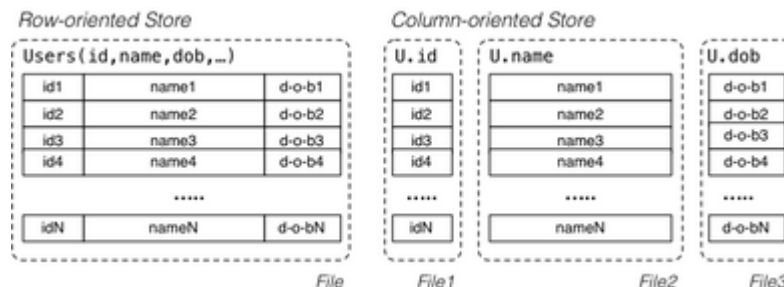 Row-oriented Store
Users(id,name,dob,…)
id1 name1 d-o-b1
id2 name2 d-o-b2
id3 name3 d-o-b3
id4 name4 d-o-b4
.....
idN nameN d-o-bN
File
Column-oriented Store
U.id
id1
id2
id3
id4
.....
idN
File1
U.name
name1
name2
name3
name4
.....
nameN
File2
U.dob
d-o-b1
d-o-b2
d-o-b3
d-o-b4
.....
d-o-bN
File3